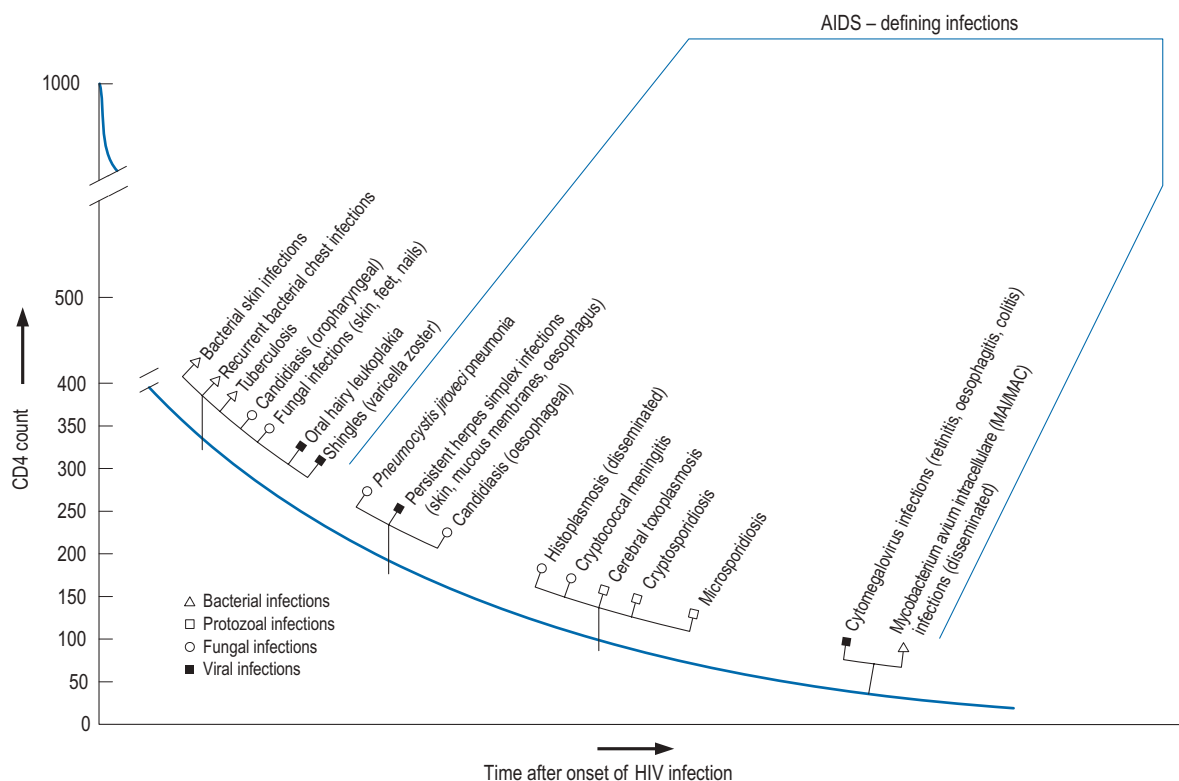 AIDS – defining infections
1000
500
400
350
300
250
200
150
100
50
0
CD4 count
Bacterial skin infections
Recurrent bacterial chest infections
Tuberculosis
Candidiasis (oropharyngeal)
Fungal infections (skin, feet, nails)
Oral hairy leukoplakia
Shingles (varicella zoster)
Pneumocystis jiroveci pneumonia
Persistent herpes simplex infections
(skin, mucous membranes, oesophagus)
Candidiasis (oesophageal)
Histoplasmosis (disseminated)
Cryptococcal meningitis
Cerebral toxoplasmosis
Cryptosporidiosis
Microsporidiosis
Cytomegalovirus infections (retinitis, oesophagitis, colitis)
Mycobacterium avium intracellulare (MAI/MAC)
infections (disseminated)
Bacterial infections
Protozoal infections
Fungal infections
Viral infections
Time after onset of HIV infection